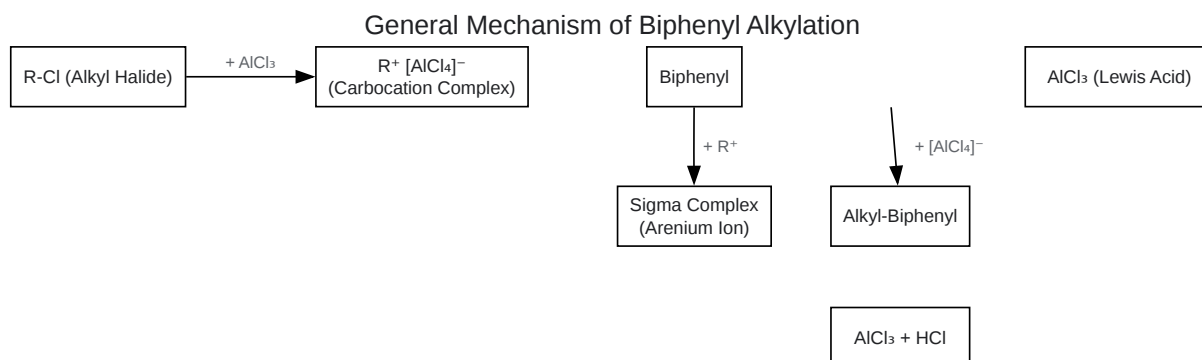 General Mechanism of Biphenyl Alkylation
R-Cl (Alkyl Halide)
+ AlCl₃
R⁺ [AlCl₄]⁻
(Carbocation Complex)
Biphenyl
AlCl₃ (Lewis Acid)
+ R⁺
+ [AlCl₄]⁻
Sigma Complex
(Arenium Ion)
Alkyl-Biphenyl
AlCl₃ + HCl